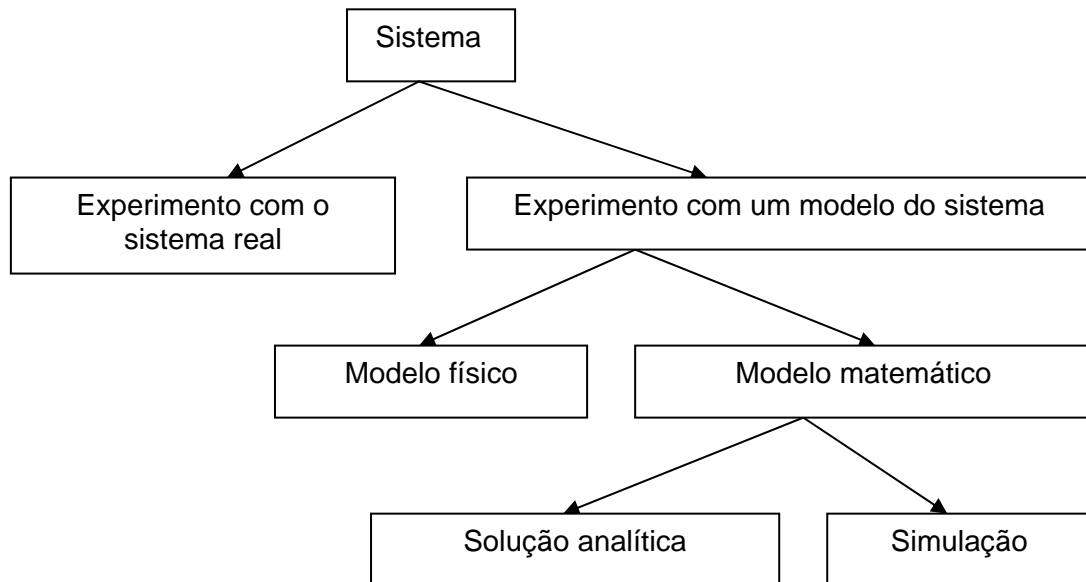 Sistema
Experimento com o
sistema real
Experimento com um modelo do sistema
Modelo físico
Modelo matemático
Solução analítica
Simulação